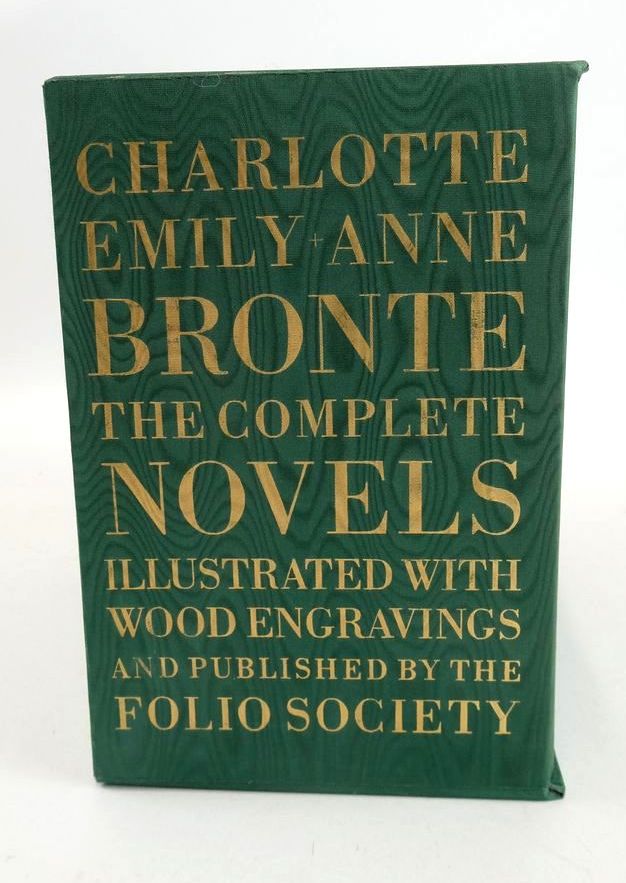 CHARLOTTE
EMILY + ANNE
BRONTE
THE COMPLETE
NOVELS
ILLUSTRATED WITH
WOOD ENGRAVINGS
AND PUBLISHED BY THE
FOLIO SOCIETY